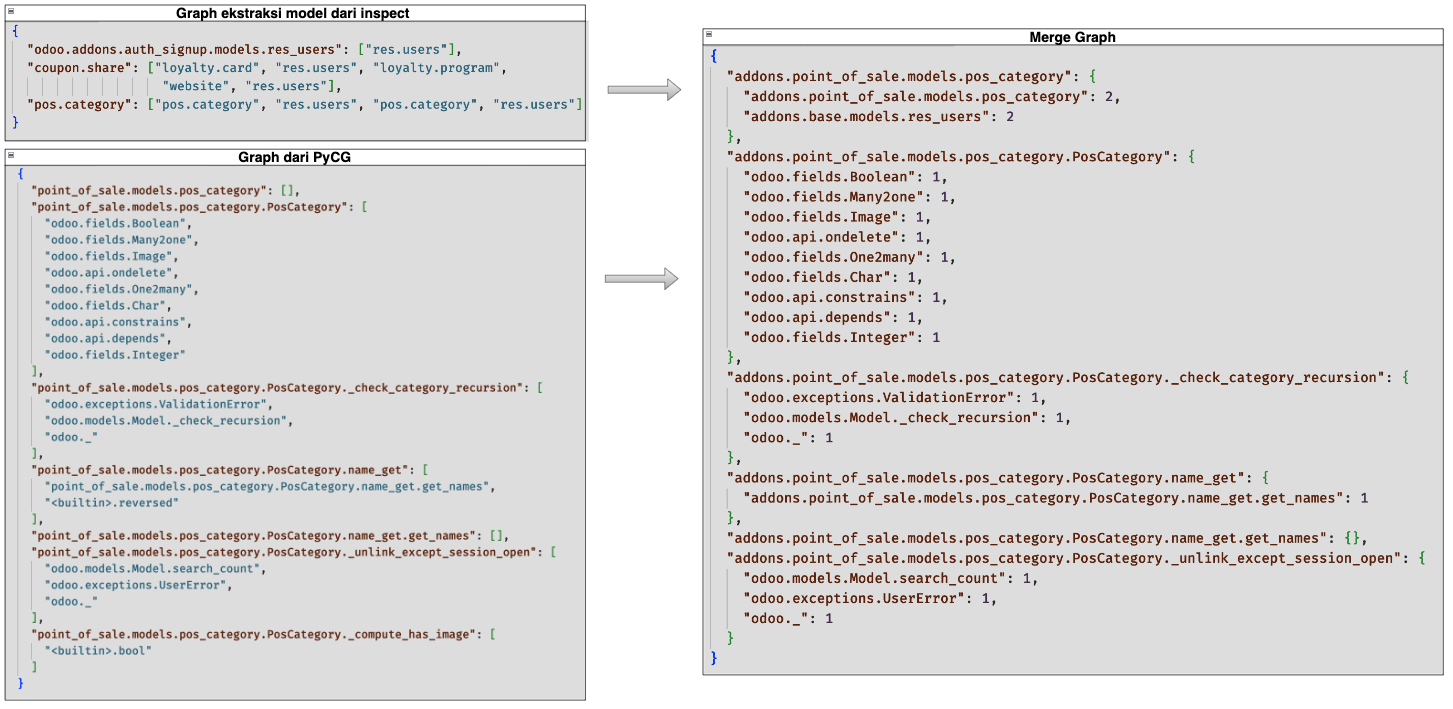 Graph ekstraksi model dari inspect
{
"odoo.addons.auth_signup.models.res_users": ["res.users"],
"coupon.share": ["loyalty.card", "res.users", "loyalty.program",
"website", "res.users"],
"pos.category": ["pos.category", "res.users", "pos.category", "res.users"]
}
Graph dari PyCG
{
"point_of_sale.models.pos_category": [],
"point_of_sale.models.pos_category.PosCategory": [
"odoo.fields.Boolean",
"odoo.fields.Many2one",
"odoo.fields.Image",
"odoo.api.ondelete",
"odoo.fields.One2many",
"odoo.fields.Char",
"odoo.api.constrains",
"odoo.api.depends",
"odoo.fields.Integer"
],
"point_of_sale.models.pos_category.PosCategory._check_category_recursion": [
"odoo.exceptions.ValidationError",
"odoo.models.Model._check_recursion",
"odoo._"
],
"point_of_sale.models.pos_category.PosCategory.name_get": [
"point_of_sale.models.pos_category.PosCategory.name_get.get_names",
"<builtin>.reversed"
],
"point_of_sale.models.pos_category.PosCategory.name_get.get_names": [],
"point_of_sale.models.pos_category.PosCategory._unlink_except_session_open": [
"odoo.models.Model.search_count",
"odoo.exceptions.UserError",
"odoo._"
],
"point_of_sale.models.pos_category.PosCategory._compute_has_image": [
"<builtin>.bool"
]
}
Merge Graph
{
"addons.point_of_sale.models.pos_category": {
"addons.point_of_sale.models.pos_category": 2,
"addons.base.models.res_users": 2
},
"addons.point_of_sale.models.pos_category.PosCategory": {
"odoo.fields.Boolean": 1,
"odoo.fields.Many2one": 1,
"odoo.fields.Image": 1,
"odoo.api.ondelete": 1,
"odoo.fields.One2many": 1,
"odoo.fields.Char": 1,
"odoo.api.constrains": 1,
"odoo.api.depends": 1,
"odoo.fields.Integer": 1
},
"addons.point_of_sale.models.pos_category.PosCategory._check_category_recursion": {
"odoo.exceptions.ValidationError": 1,
"odoo.models.Model._check_recursion": 1,
"odoo._": 1
},
"addons.point_of_sale.models.pos_category.PosCategory.name_get": {
"addons.point_of_sale.models.pos_category.PosCategory.name_get.get_names": 1
},
"addons.point_of_sale.models.pos_category.PosCategory.name_get.get_names": {},
"addons.point_of_sale.models.pos_category.PosCategory._unlink_except_session_open": {
"odoo.models.Model.search_count": 1,
"odoo.exceptions.UserError": 1,
"odoo._": 1
}
}